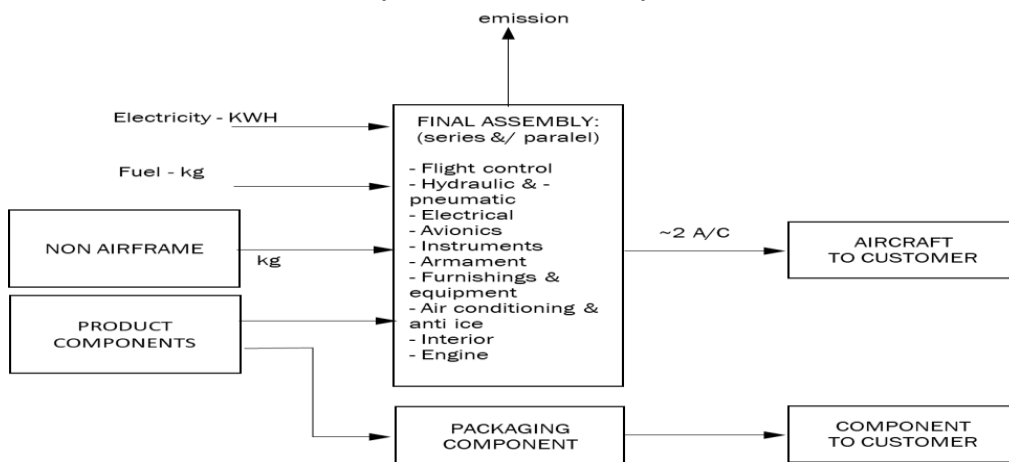 emission
Electricity - KWH
Fuel - kg
NON AIRFRAME
kg
PRODUCT
COMPONENTS
FINAL ASSEMBLY:
(series &/ paralel)
- Flight control
- Hydraulic & -
pneumatic
- Electrical
- Avionics
- Instruments
- Armament
- Furnishings &
equipment
- Air conditioning &
anti ice
- Interior
- Engine
~2 A/C
AIRCRAFT
TO CUSTOMER
PACKAGING
COMPONENT
COMPONENT
TO CUSTOMER